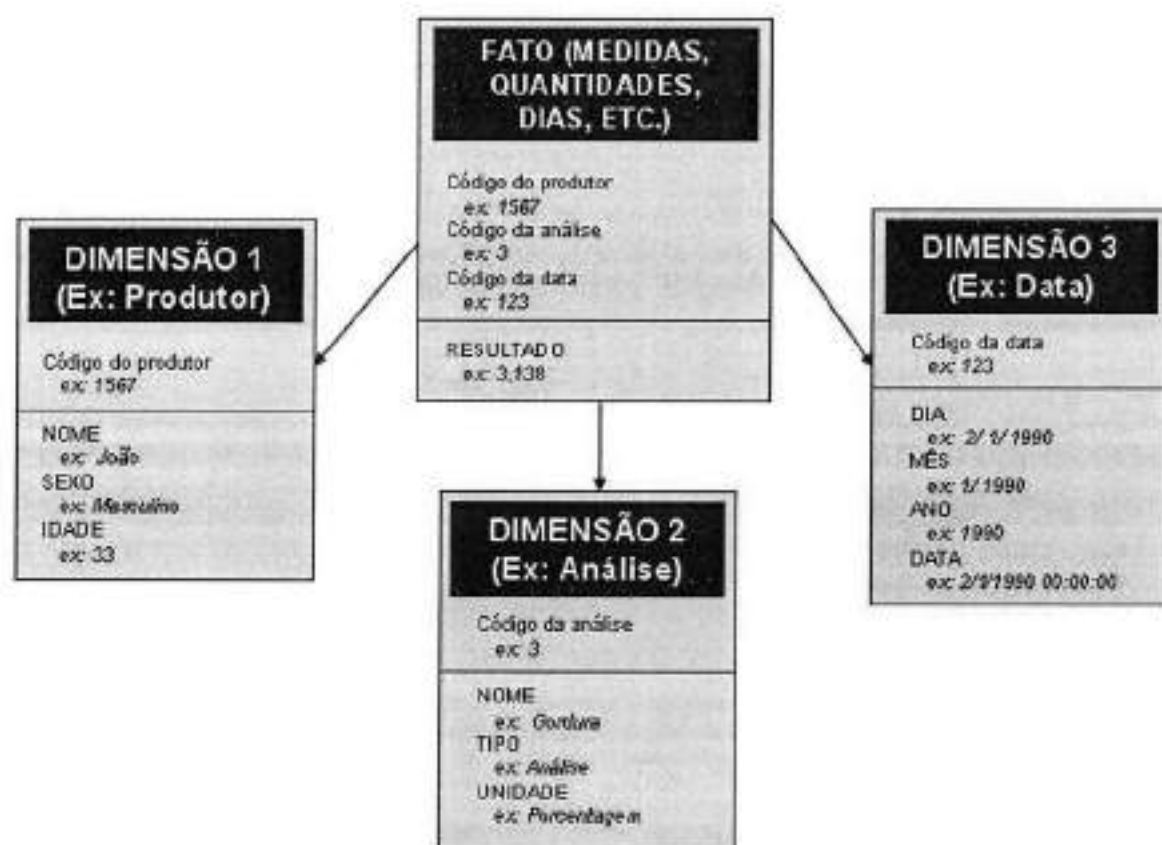 FATO (MEDIDAS,
QUANTIDADES,
DIAS, ETC.)
Código do produtor
ex: 1567
Código da análise
ex: 3
Código da data
ex: 123
RESULTADO
ex: 3,138
DIMENSÃO 1
(Ex: Produtor)
Código do produtor
ex: 1567
NOME
ex: João
SEXO
ex: Masculino
IDADE
ex: 33
DIMENSÃO 2
(Ex: Análise)
Código da análise
ex: 3
NOME
ex: Gordura
TIPO
ex: Análise
UNIDADE
ex: Porcentagem
DIMENSÃO 3
(Ex: Data)
Código da data
ex: 123
DIA
ex: 2/ 1/ 1990
MÊS
ex: 1/ 1990
ANO
ex: 1990
DATA
ex: 2/1/1990 00:00:00